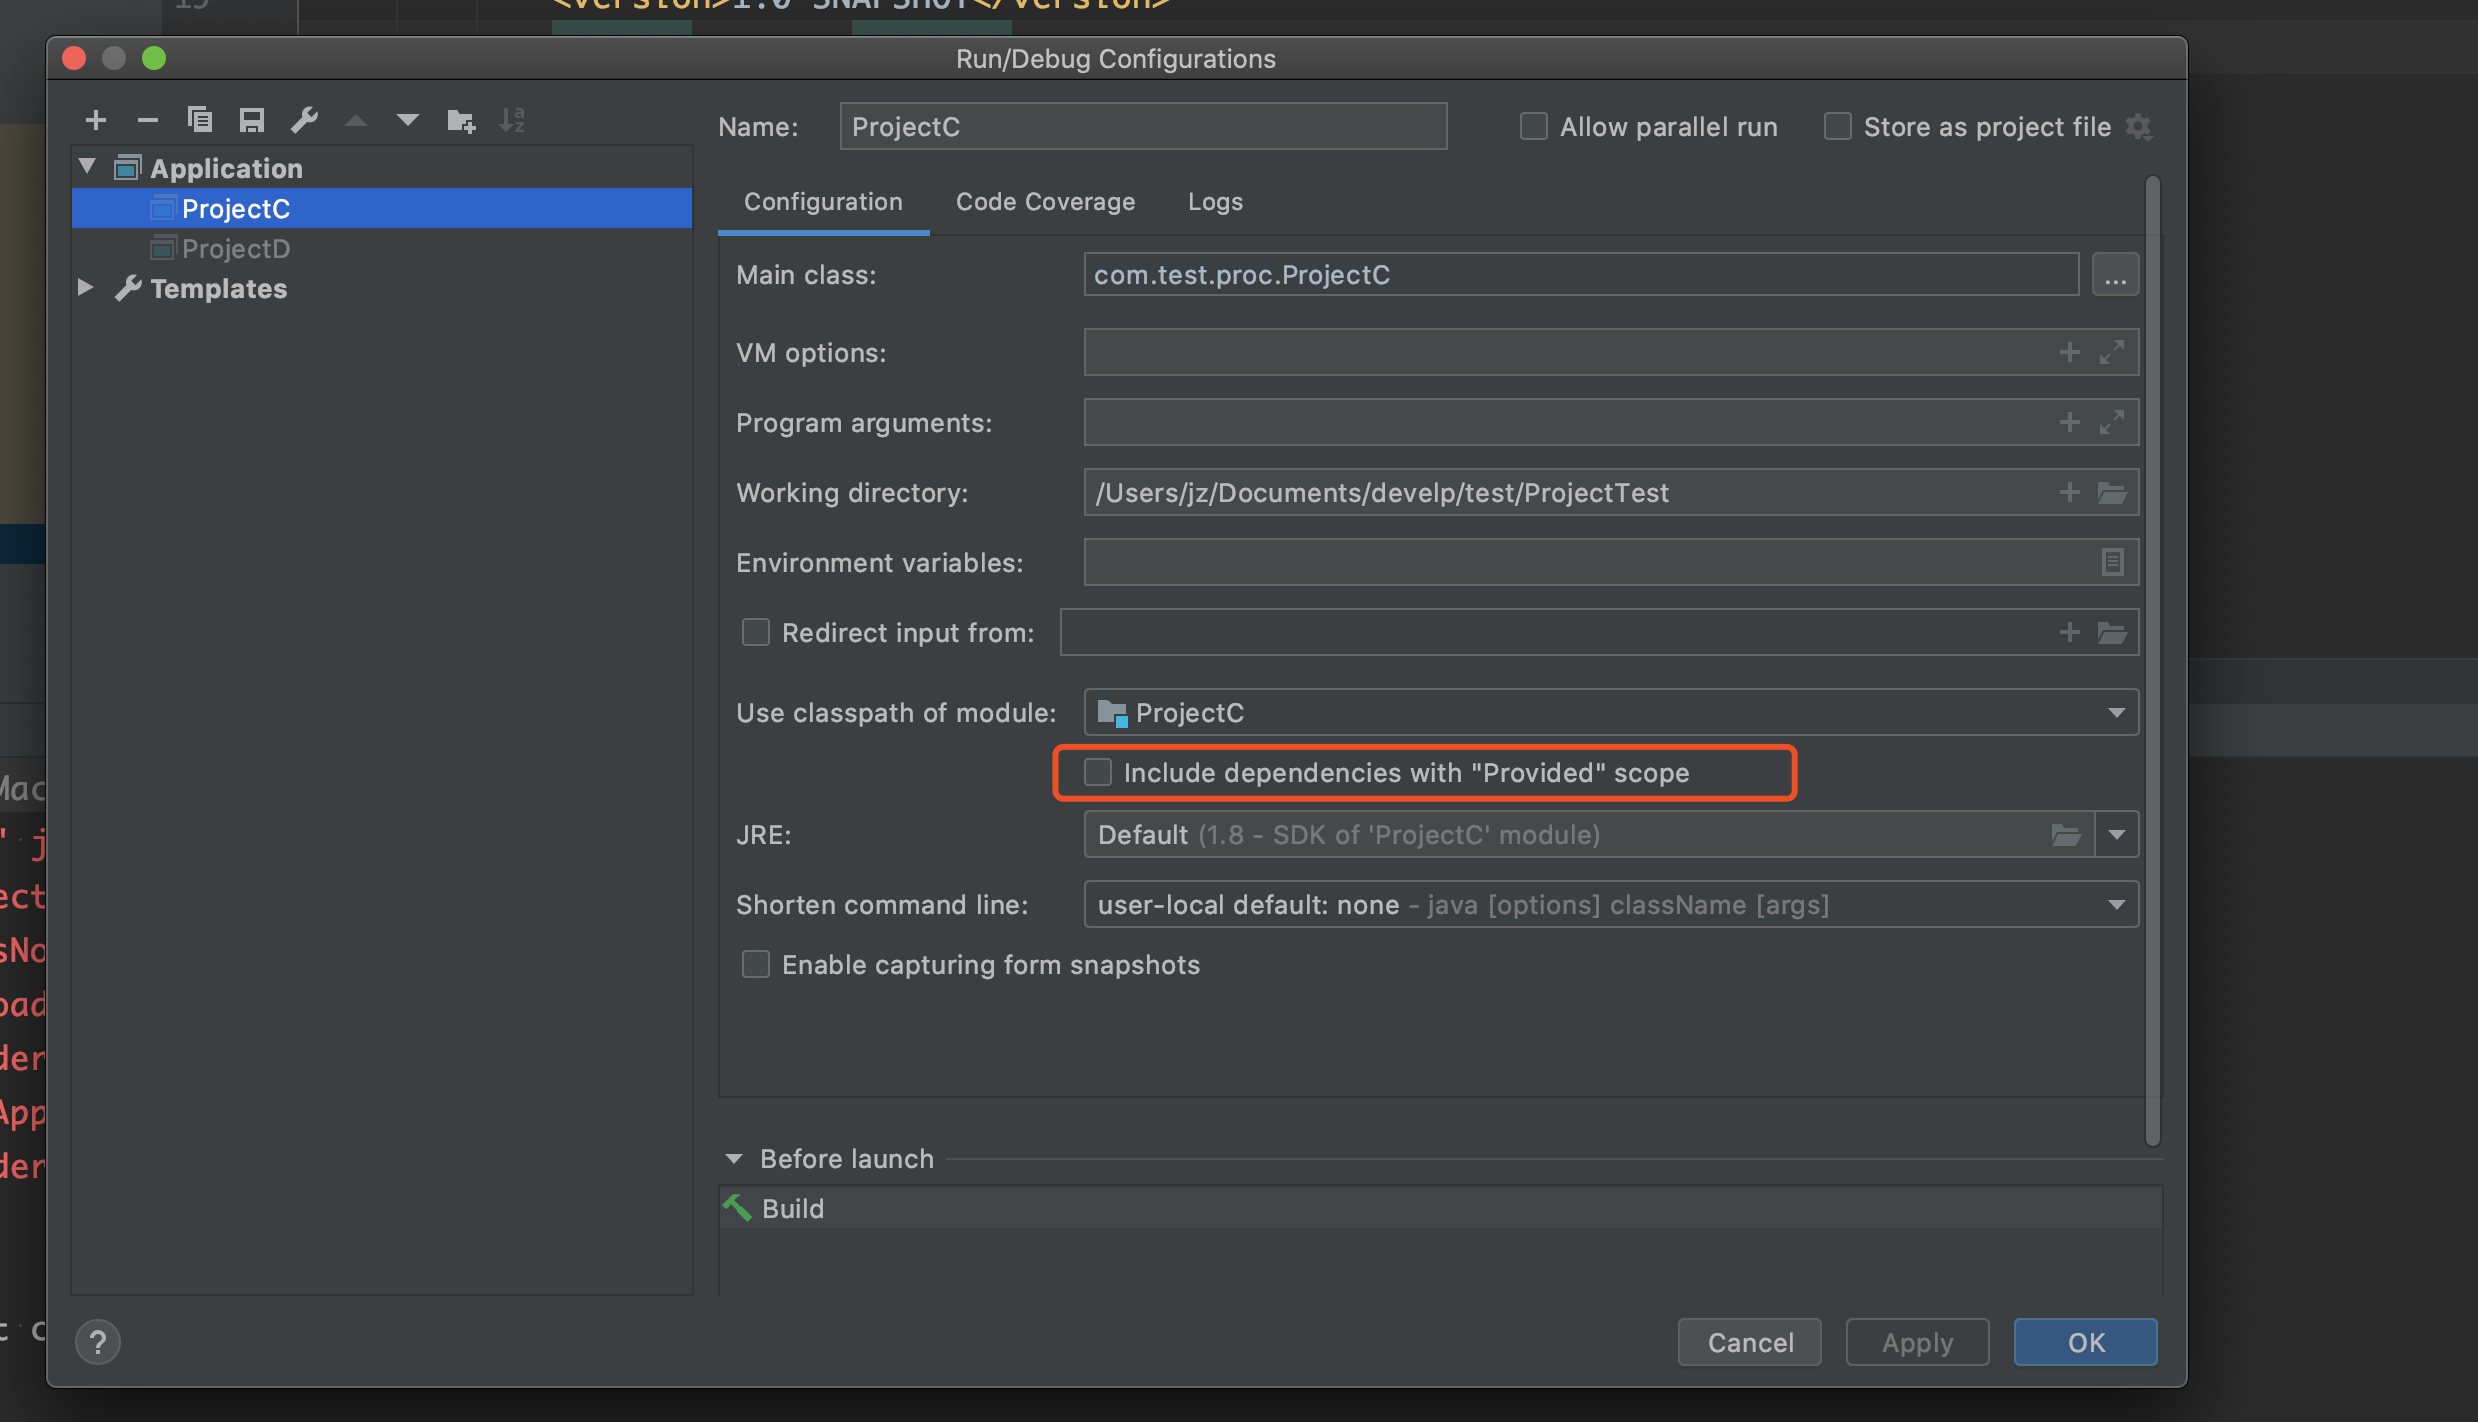 Run/Debug Configurations
Name: ProjectC Allow parallel run Store as project file
Application
ProjectC
ProjectD
Templates
Configuration Code Coverage Logs
Main class: com.test.proc.ProjectC ...
VM options:
Program arguments:
Working directory: /Users/jz/Documents/develp/test/ProjectTest
Environment variables:
Redirect input from:
Use classpath of module: ProjectC
Include dependencies with "Provided" scope
JRE: Default (1.8 - SDK of 'ProjectC' module)
Shorten command line: user-local default: none - java [options] className [args]
Enable capturing form snapshots
Before launch
Build
? Cancel Apply OK